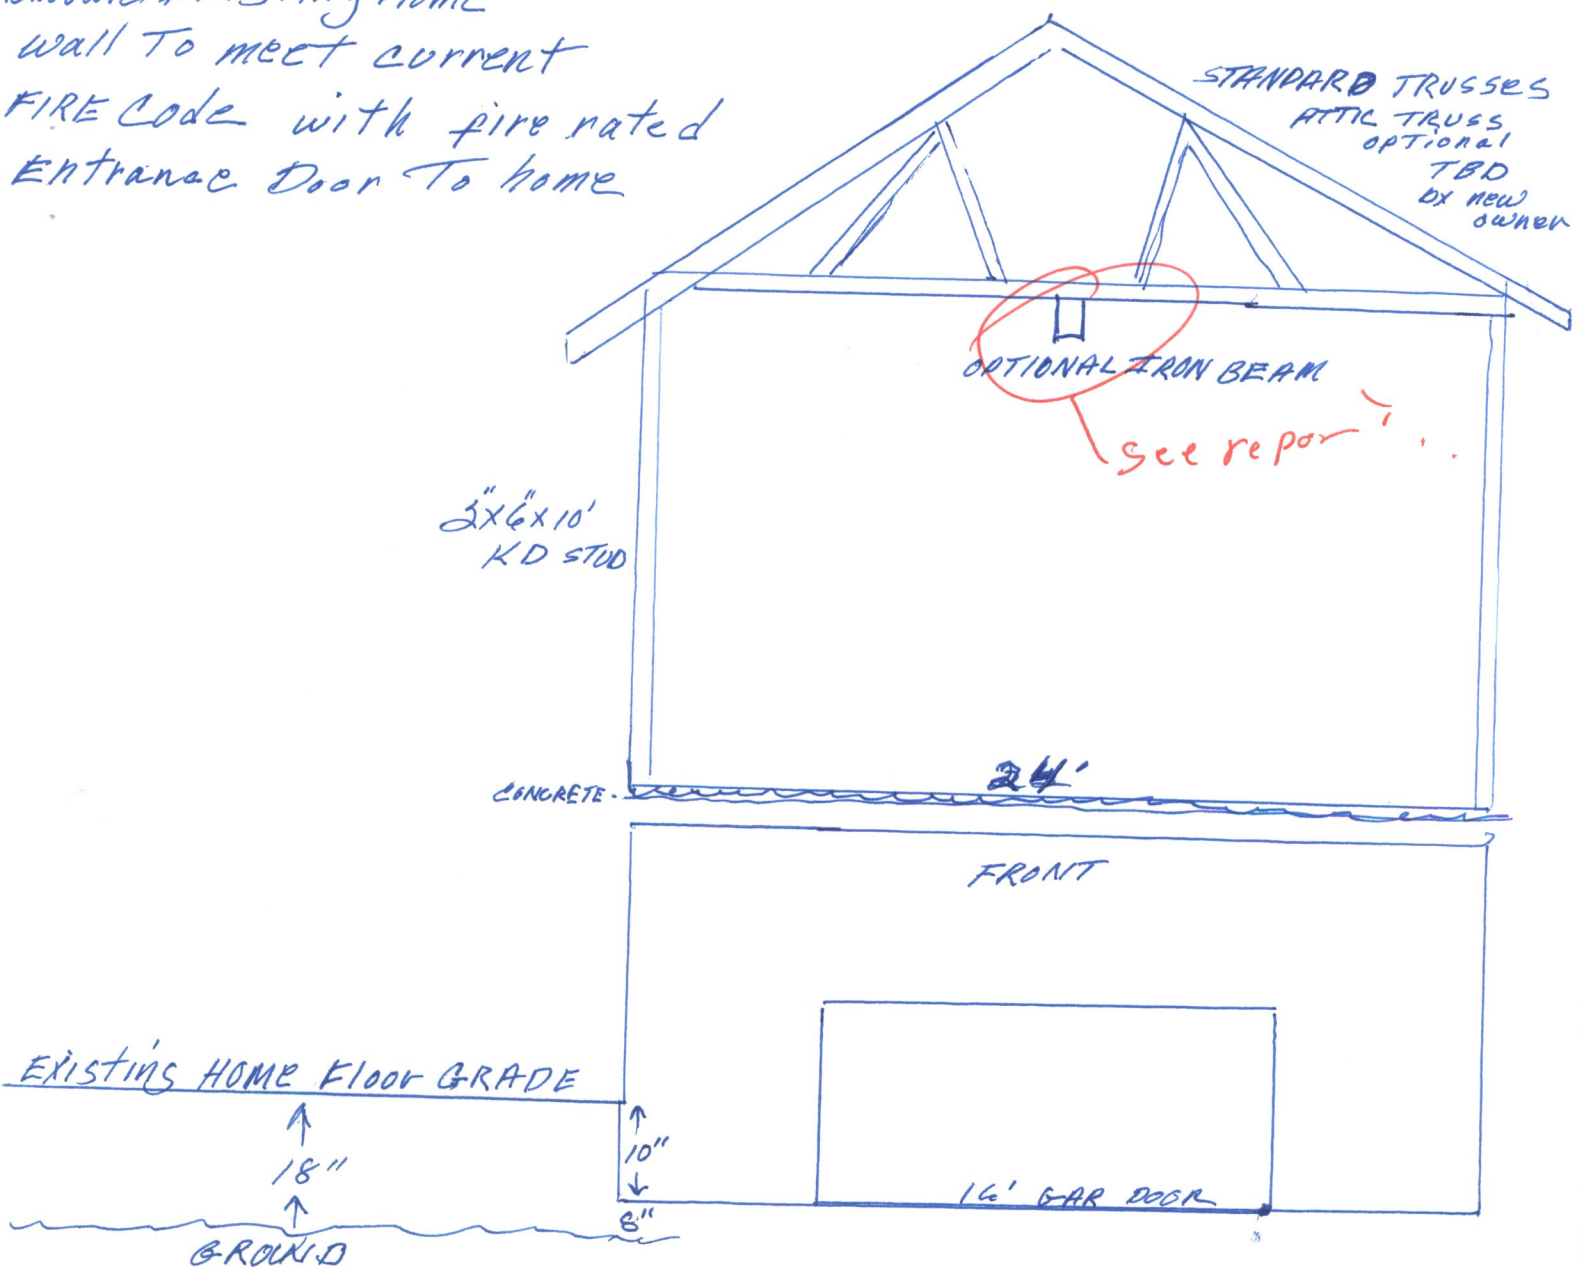 wall To meet current
FIRE Code with fire rated
Entrance Door To home
STANDARD TRUSSES
ATTIC TRUSS
OPTional
TBD
by new
owner
OPTIONAL IRON BEAM
See repor
2"x6"x10'
KD STUD
24'
CONCRETE
FRONT
Existing HOME Floor GRADE
10"
18"
16' GAR DOOR
8"
GROUND